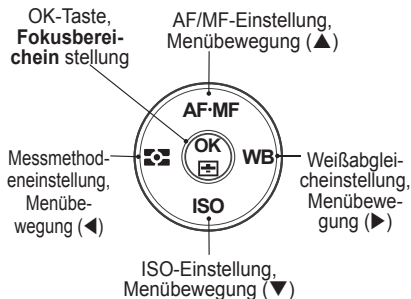 OK-Taste,
Fokusberei-
chein stellung
AF/MF-Einstellung,
Menübewegung (▲)
AF·MF
OK
WB
ISO
Messmethod-
eneinstellung,
Menübe-
wegung (◀)
Weißabglei-
cheinstellung,
Menübewe-
gung (▶)
ISO-Einstellung,
Menübewegung (▼)